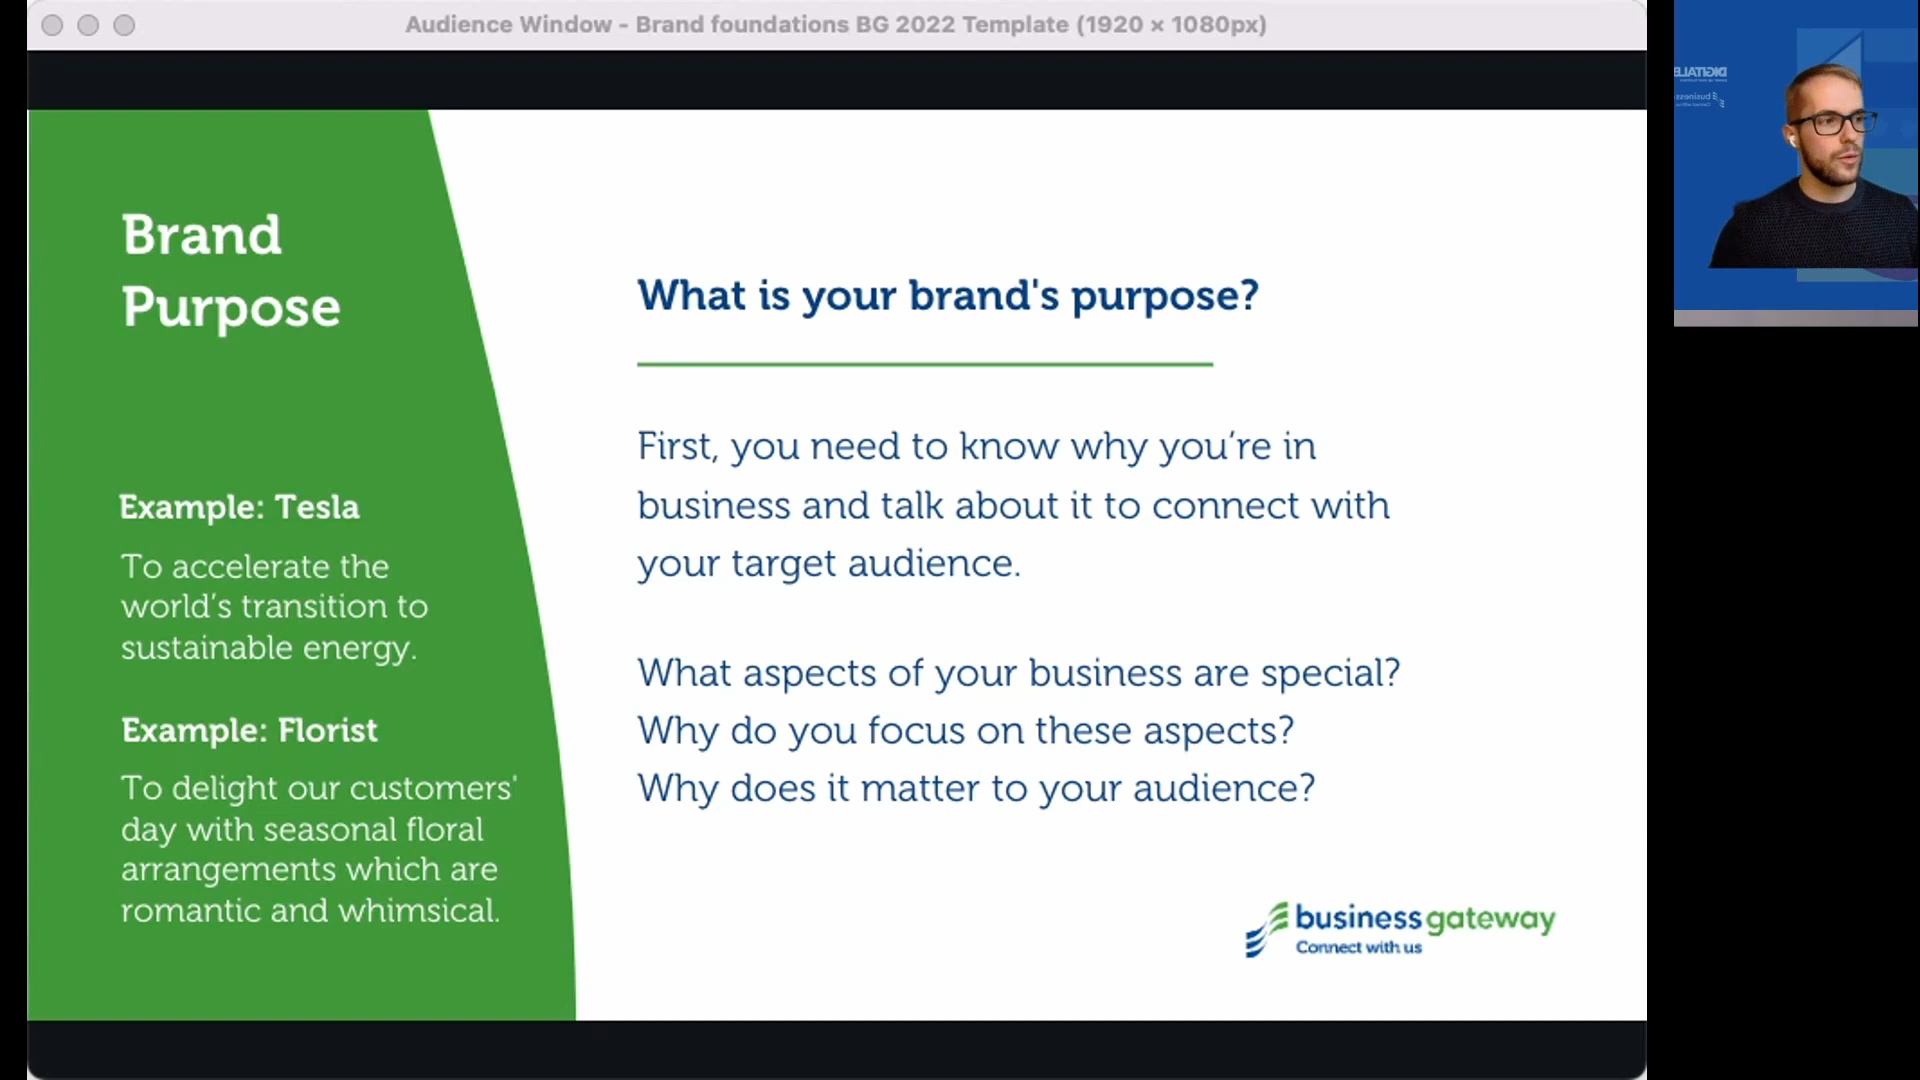 Audience Window - Brand foundations BG 2022 Template (1920 × 1080px)
Brand
Purpose
Example: Tesla
To accelerate the
world’s transition to
sustainable energy.
Example: Florist
To delight our customers'
day with seasonal floral
arrangements which are
romantic and whimsical.
What is your brand's purpose?
First, you need to know why you’re in
business and talk about it to connect with
your target audience.
What aspects of your business are special?
Why do you focus on these aspects?
Why does it matter to your audience?
business gateway
Connect with us
business